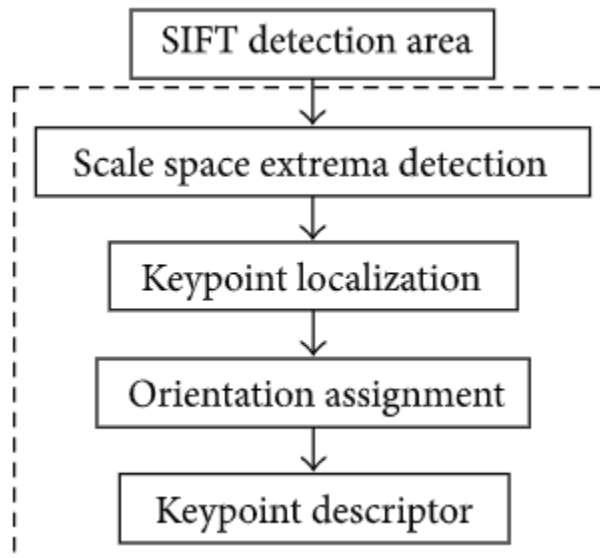 SIFT detection area
Scale space extrema detection
Keypoint localization
Orientation assignment
Keypoint descriptor